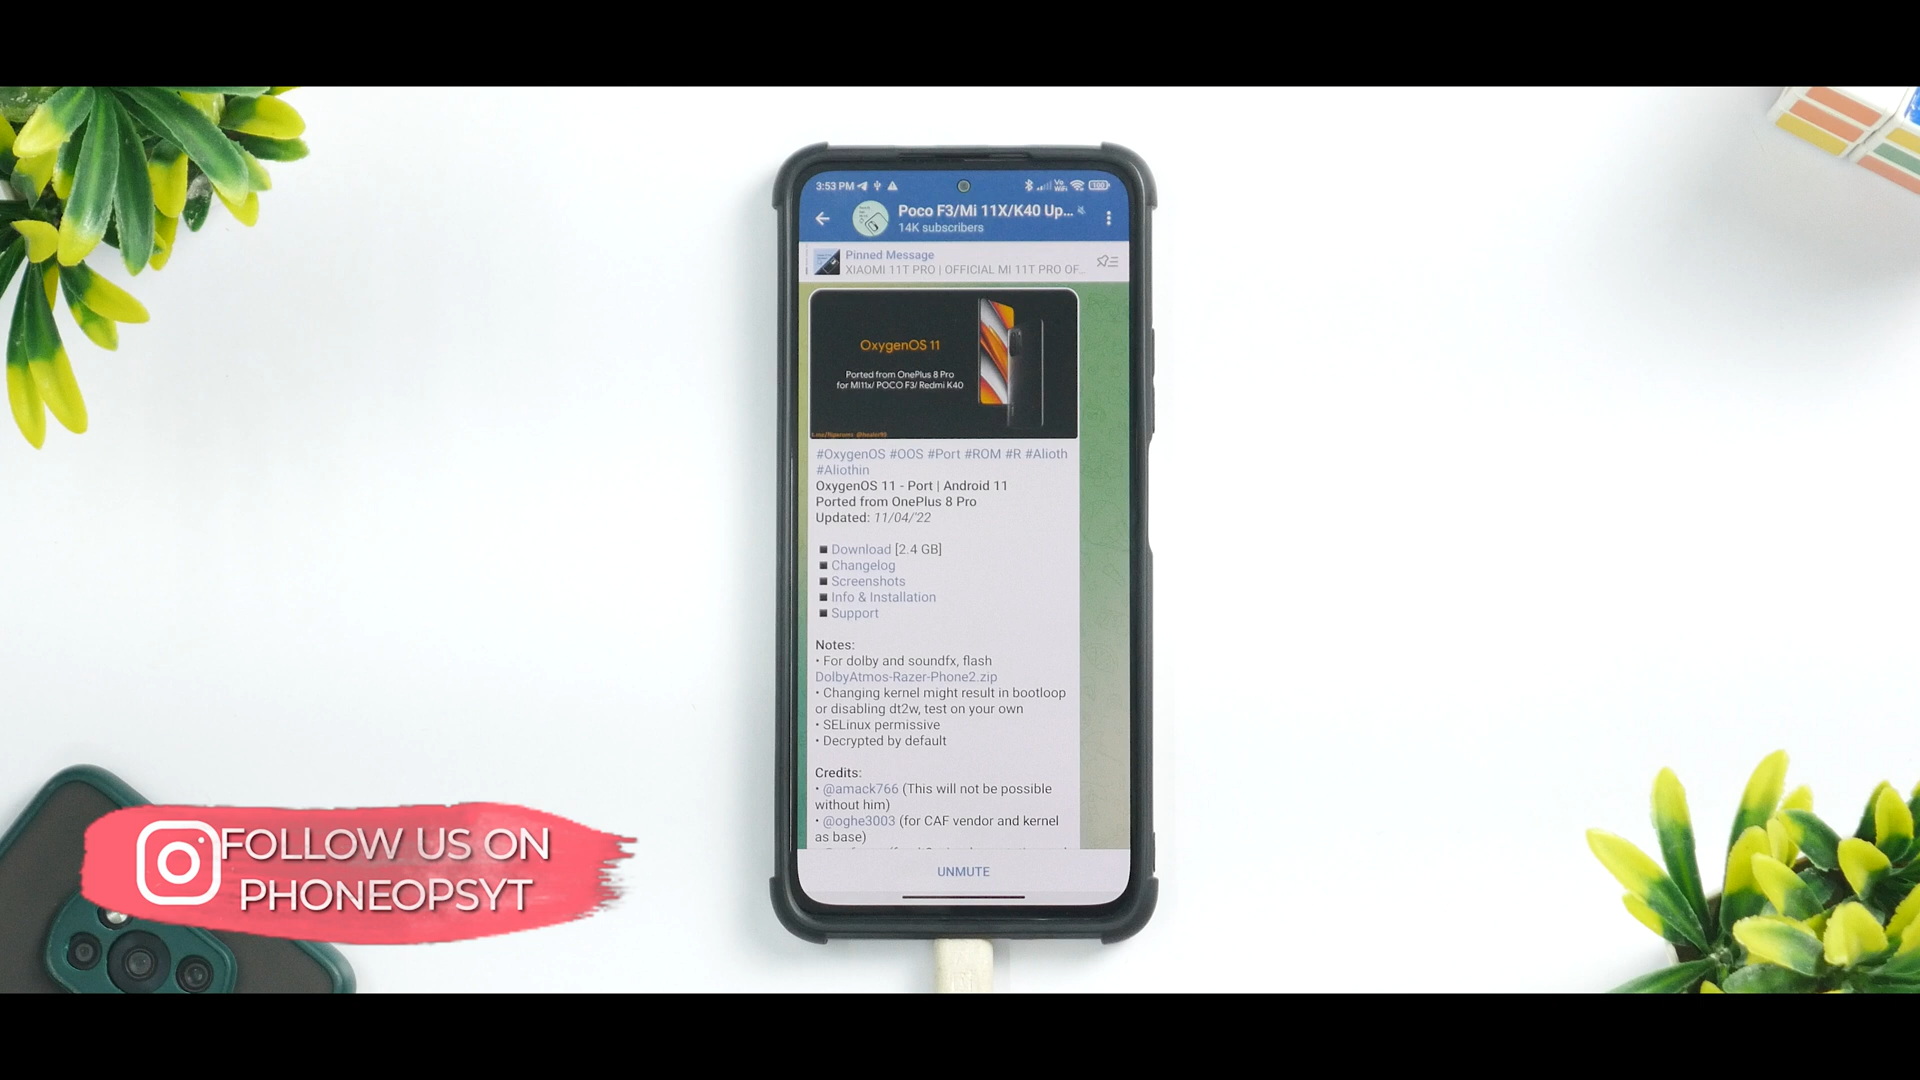 3:53 PM
Vo
WiFi
100
Poco F3/Mi 11X/K40 Up...
14K subscribers
Pinned Message
XIAOMI 11T PRO | OFFICIAL MI 11T PRO OF...
OxygenOS 11
Ported from OnePlus 8 Pro
for MI11x/ POCO F3/ Redmi K40
#OxygenOS #OOS #Port #ROM #R #Alioth
#Aliothin
OxygenOS 11 - Port | Android 11
Ported from OnePlus 8 Pro
Updated: 11/04/'22
Download [2.4 GB]
Changelog
Screenshots
Info & Installation
Support
Notes:
• For dolby and soundfx, flash
DolbyAtmos-Razer-Phone2.zip
• Changing kernel might result in bootloop
or disabling dt2w, test on your own
• SELinux permissive
• Decrypted by default
Credits:
• @amack766 (This will not be possible
without him)
• @oghe3003 (for CAF vendor and kernel
as base)
UNMUTE
FOLLOW US ON
PHONEOPSYT